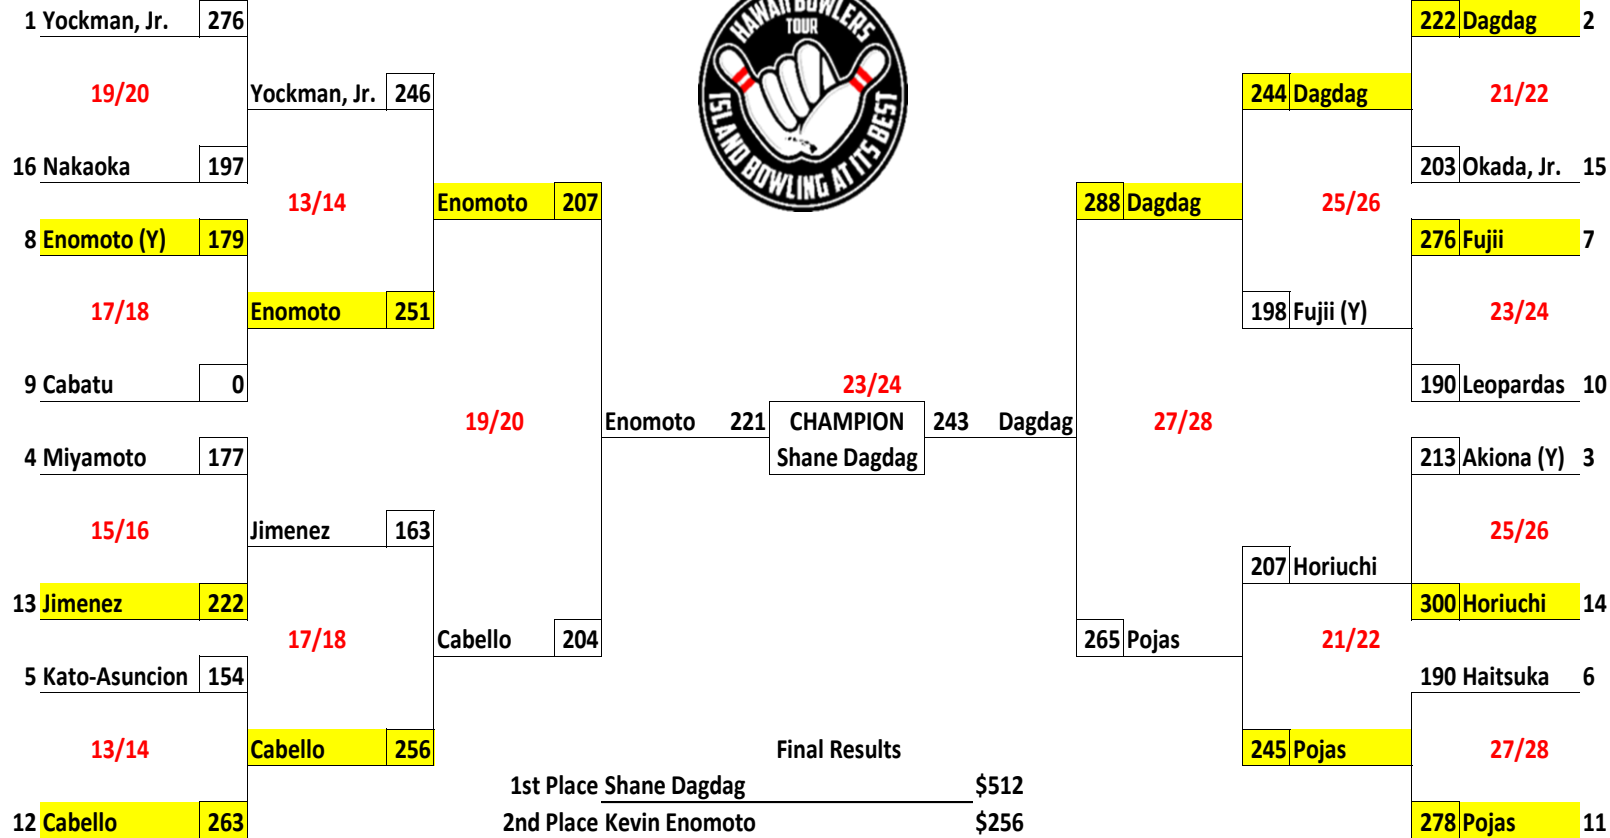 HAWAII BOWLERS
TOUR
ISLAND BOWLING AT ITS BEST
1 Yockman, Jr. 276
19/20
16 Nakaoka 197
8 Enomoto (Y) 179
17/18
9 Cabatu 0
4 Miyamoto 177
15/16
13 Jimenez 222
5 Kato-Asuncion 154
13/14
12 Cabello 263
Yockman, Jr. 246
13/14
Enomoto 251
Jimenez 163
17/18
Cabello 256
Enomoto 207
19/20
Cabello 204
Enomoto 221
23/24
CHAMPION
Shane Dagdag
243 Dagdag
288 Dagdag
27/28
265 Pojas
244 Dagdag
25/26
198 Fujii (Y)
207 Horiuchi
21/22
245 Pojas
222 Dagdag 2
21/22
203 Okada, Jr. 15
276 Fujii 7
23/24
190 Leopardas 10
213 Akiona (Y) 3
25/26
300 Horiuchi 14
190 Haitsuka 6
27/28
278 Pojas 11
Final Results
1st Place Shane Dagdag $512
2nd Place Kevin Enomoto $256